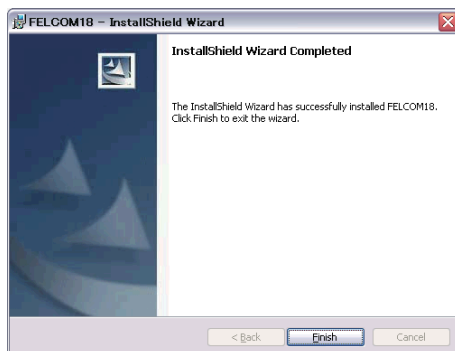 FELCOM18 - InstallShield Wizard
InstallShield Wizard Completed
The InstallShield Wizard has successfully installed FELCOM18.
Click Finish to exit the wizard.
< Back
Finish
Cancel